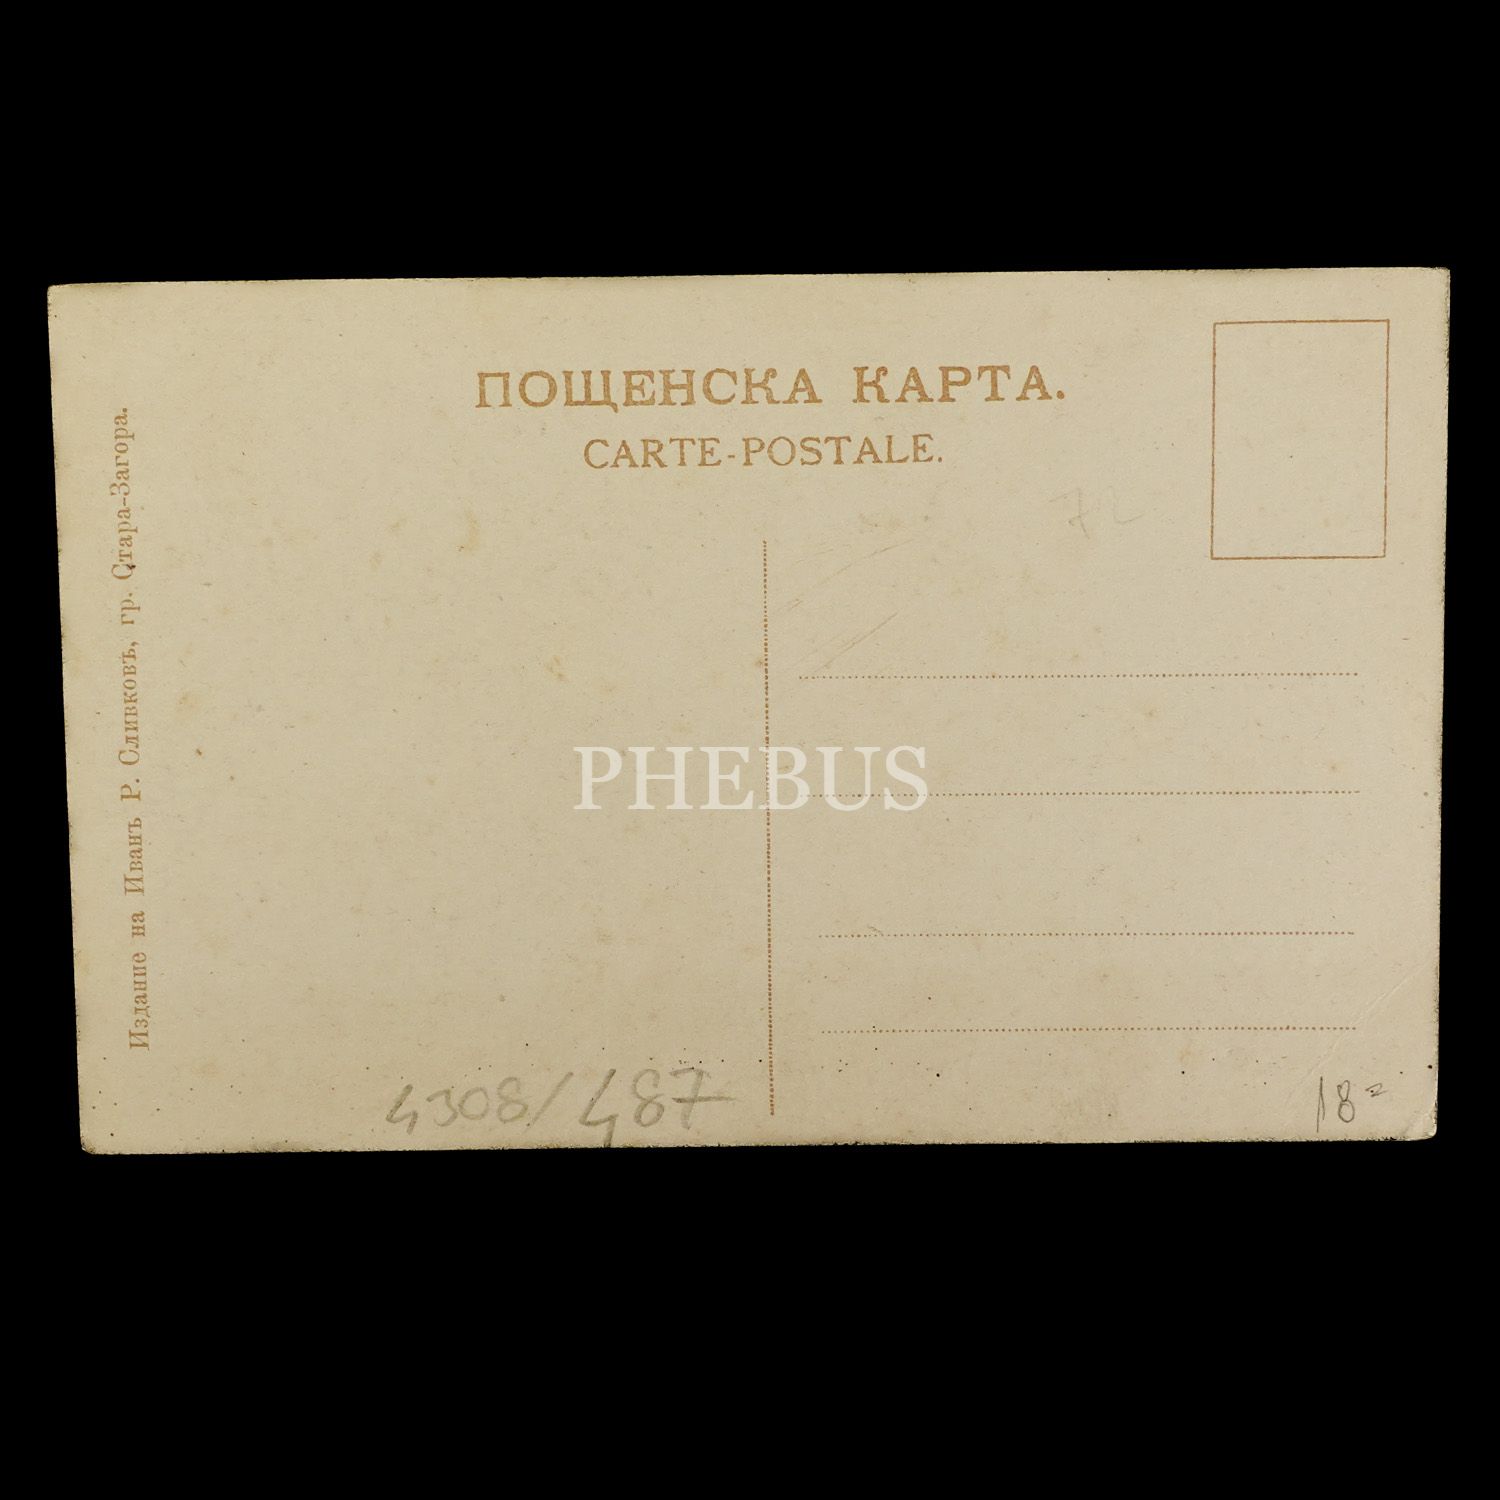 ПОЩЕНСКА КАРТА.
CARTE-POSTALE.
Издание на Иванъ Р. Сливковъ, гр. Стара-Загора.
72
PHEBUS
4308/487
18=